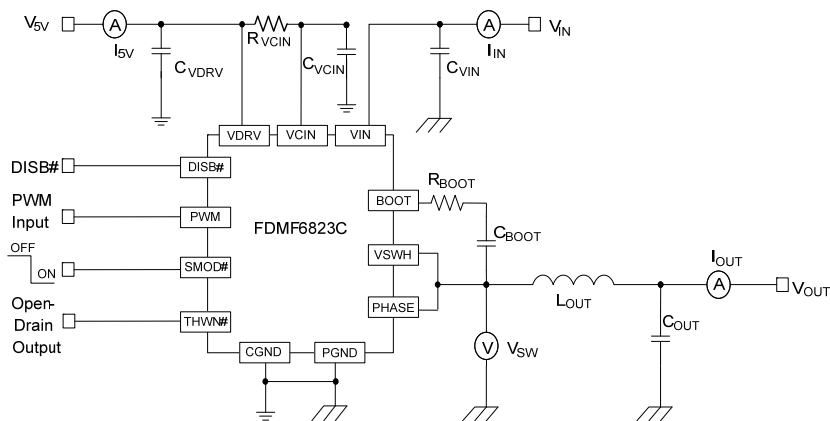 V5V
A
I5V
CVDRV
RVCIN
CVCIN
CVIN
A
IIN
VIN
VDRV
VCIN
VIN
DISB#
DISB#
PWM
Input
PWM
OFF
ON
SMOD#
Open-
Drain
Output
THWN#
FDMF6823C
BOOT
RBOOT
CBOOT
VSWH
PHASE
CGND
PGND
V
VSW
LOUT
COUT
IOUT
A
VOUT